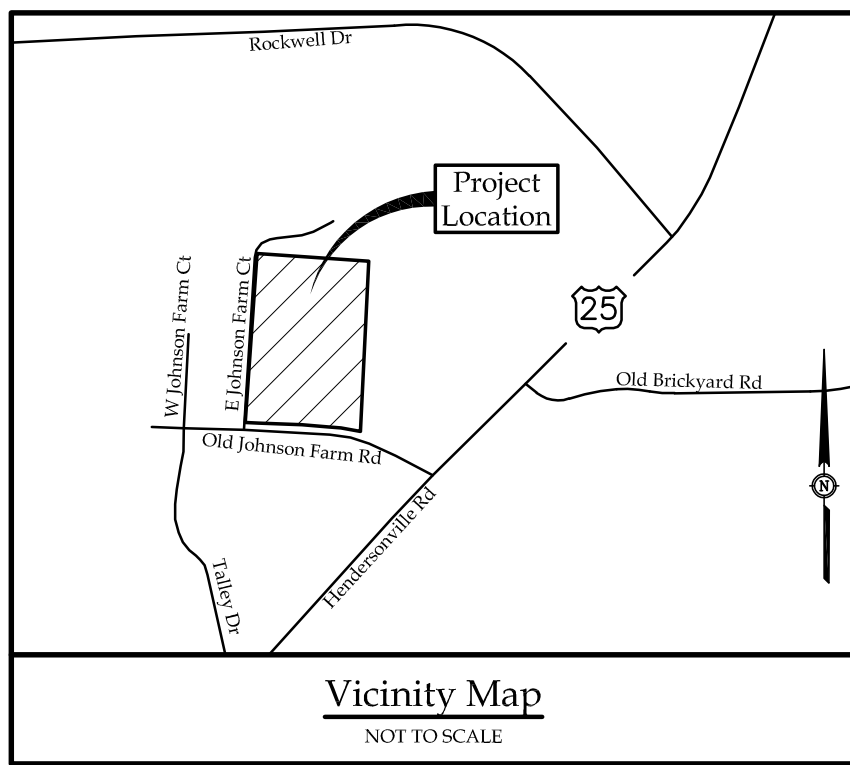 Rockwell Dr
Project
Location
W Johnson Farm Ct
E Johnson Farm Ct
25
Old Brickyard Rd
Old Johnson Farm Rd
Hendersonville Rd
N
Talley Dr
Vicinity Map
NOT TO SCALE